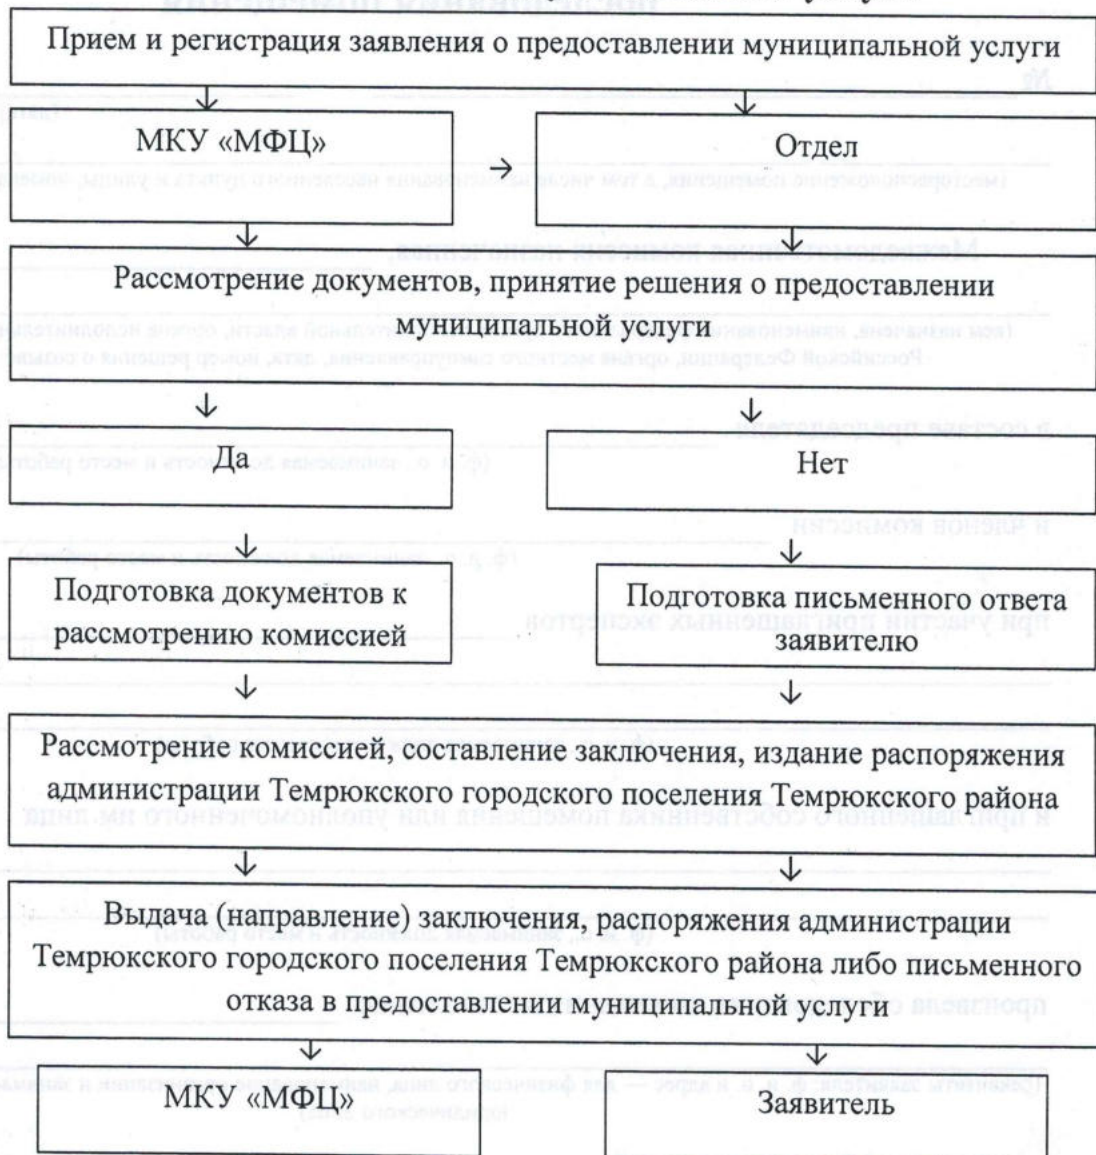 Прием и регистрация заявления о предоставлении муниципальной услуги
МКУ «МФЦ»
Отдел
Рассмотрение документов, принятие решения о предоставлении
муниципальной услуги
Да
Нет
Подготовка документов к
рассмотрению комиссией
Подготовка письменного ответа
заявителю
Рассмотрение комиссией, составление заключения, издание распоряжения
администрации Темрюкского городского поселения Темрюкского района
Выдача (направление) заключения, распоряжения администрации
Темрюкского городского поселения Темрюкского района либо письменного
отказа в предоставлении муниципальной услуги
МКУ «МФЦ»
Заявитель